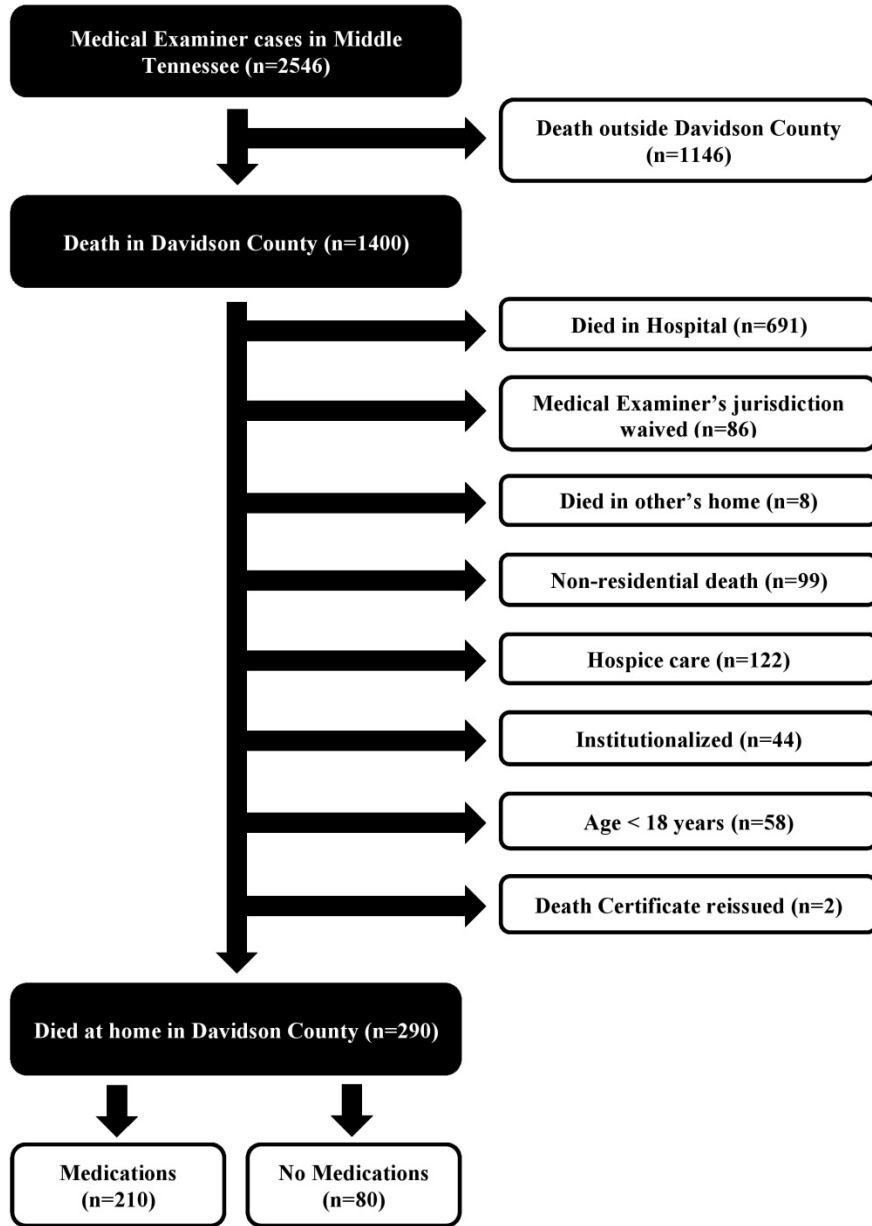 Medical Examiner cases in Middle
Tennessee (n=2546)
Death outside Davidson County
(n=1146)
Death in Davidson County (n=1400)
Died in Hospital (n=691)
Medical Examiner’s jurisdiction
waived (n=86)
Died in other’s home (n=8)
Non-residential death (n=99)
Hospice care (n=122)
Institutionalized (n=44)
Age < 18 years (n=58)
Death Certificate reissued (n=2)
Died at home in Davidson County (n=290)
Medications
(n=210)
No Medications
(n=80)